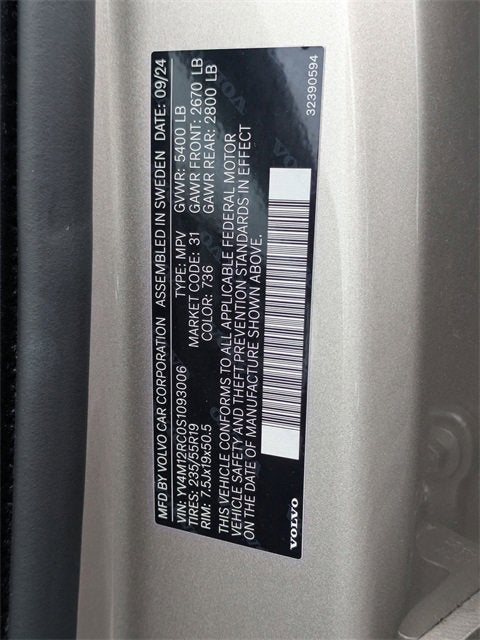 MFD BY VOLVO CAR CORPORATION ASSEMBLED IN SWEDEN DATE: 09/24
VIN: YV4M12RC0S1093006 TYPE: MPV GVWR: 5400 LB
TIRES: 235/55R19 MARKET CODE: 31 GAWR FRONT: 2670 LB
RIM: 7.5Jx19x50.5 COLOR: 736 GAWR REAR: 2800 LB
THIS VEHICLE CONFORMS TO ALL APPLICABLE FEDERAL MOTOR
VEHICLE SAFETY AND THEFT PREVENTION STANDARDS IN EFFECT
ON THE DATE OF MANUFACTURE SHOWN ABOVE.
VOLVO
32390594